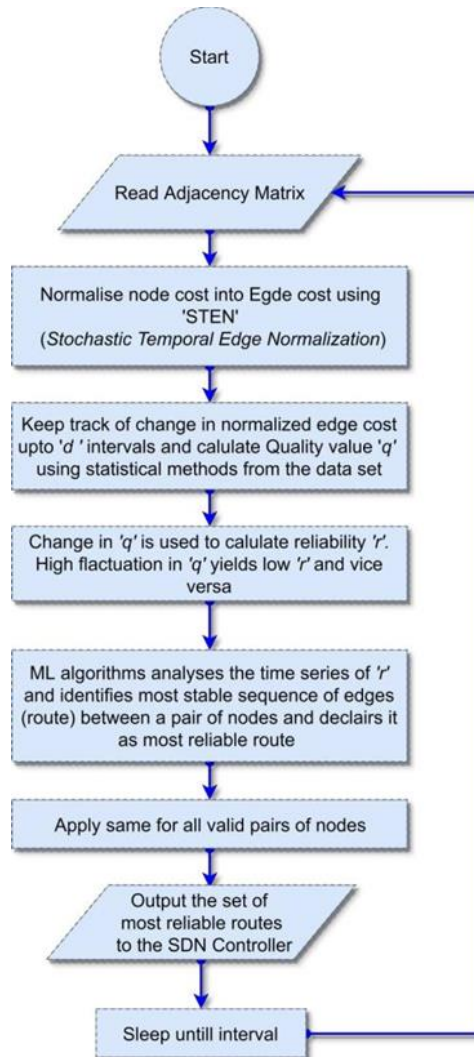 Start
Read Adjacency Matrix
Normalise node cost into Egde cost using
'STEN'
(Stochastic Temporal Edge Normalization)
Keep track of change in normalized edge cost
upto 'd ' intervals and calulate Quality value 'q'
using statistical methods from the data set
Change in 'q' is used to calulate reliability 'r'.
High flactuation in 'q' yields low 'r' and vice
versa
ML algorithms analyses the time series of 'r'
and identifies most stable sequence of edges
(route) between a pair of nodes and declairs it
as most reliable route
Apply same for all valid pairs of nodes
Output the set of
most reliable routes
to the SDN Controller
Sleep untill interval